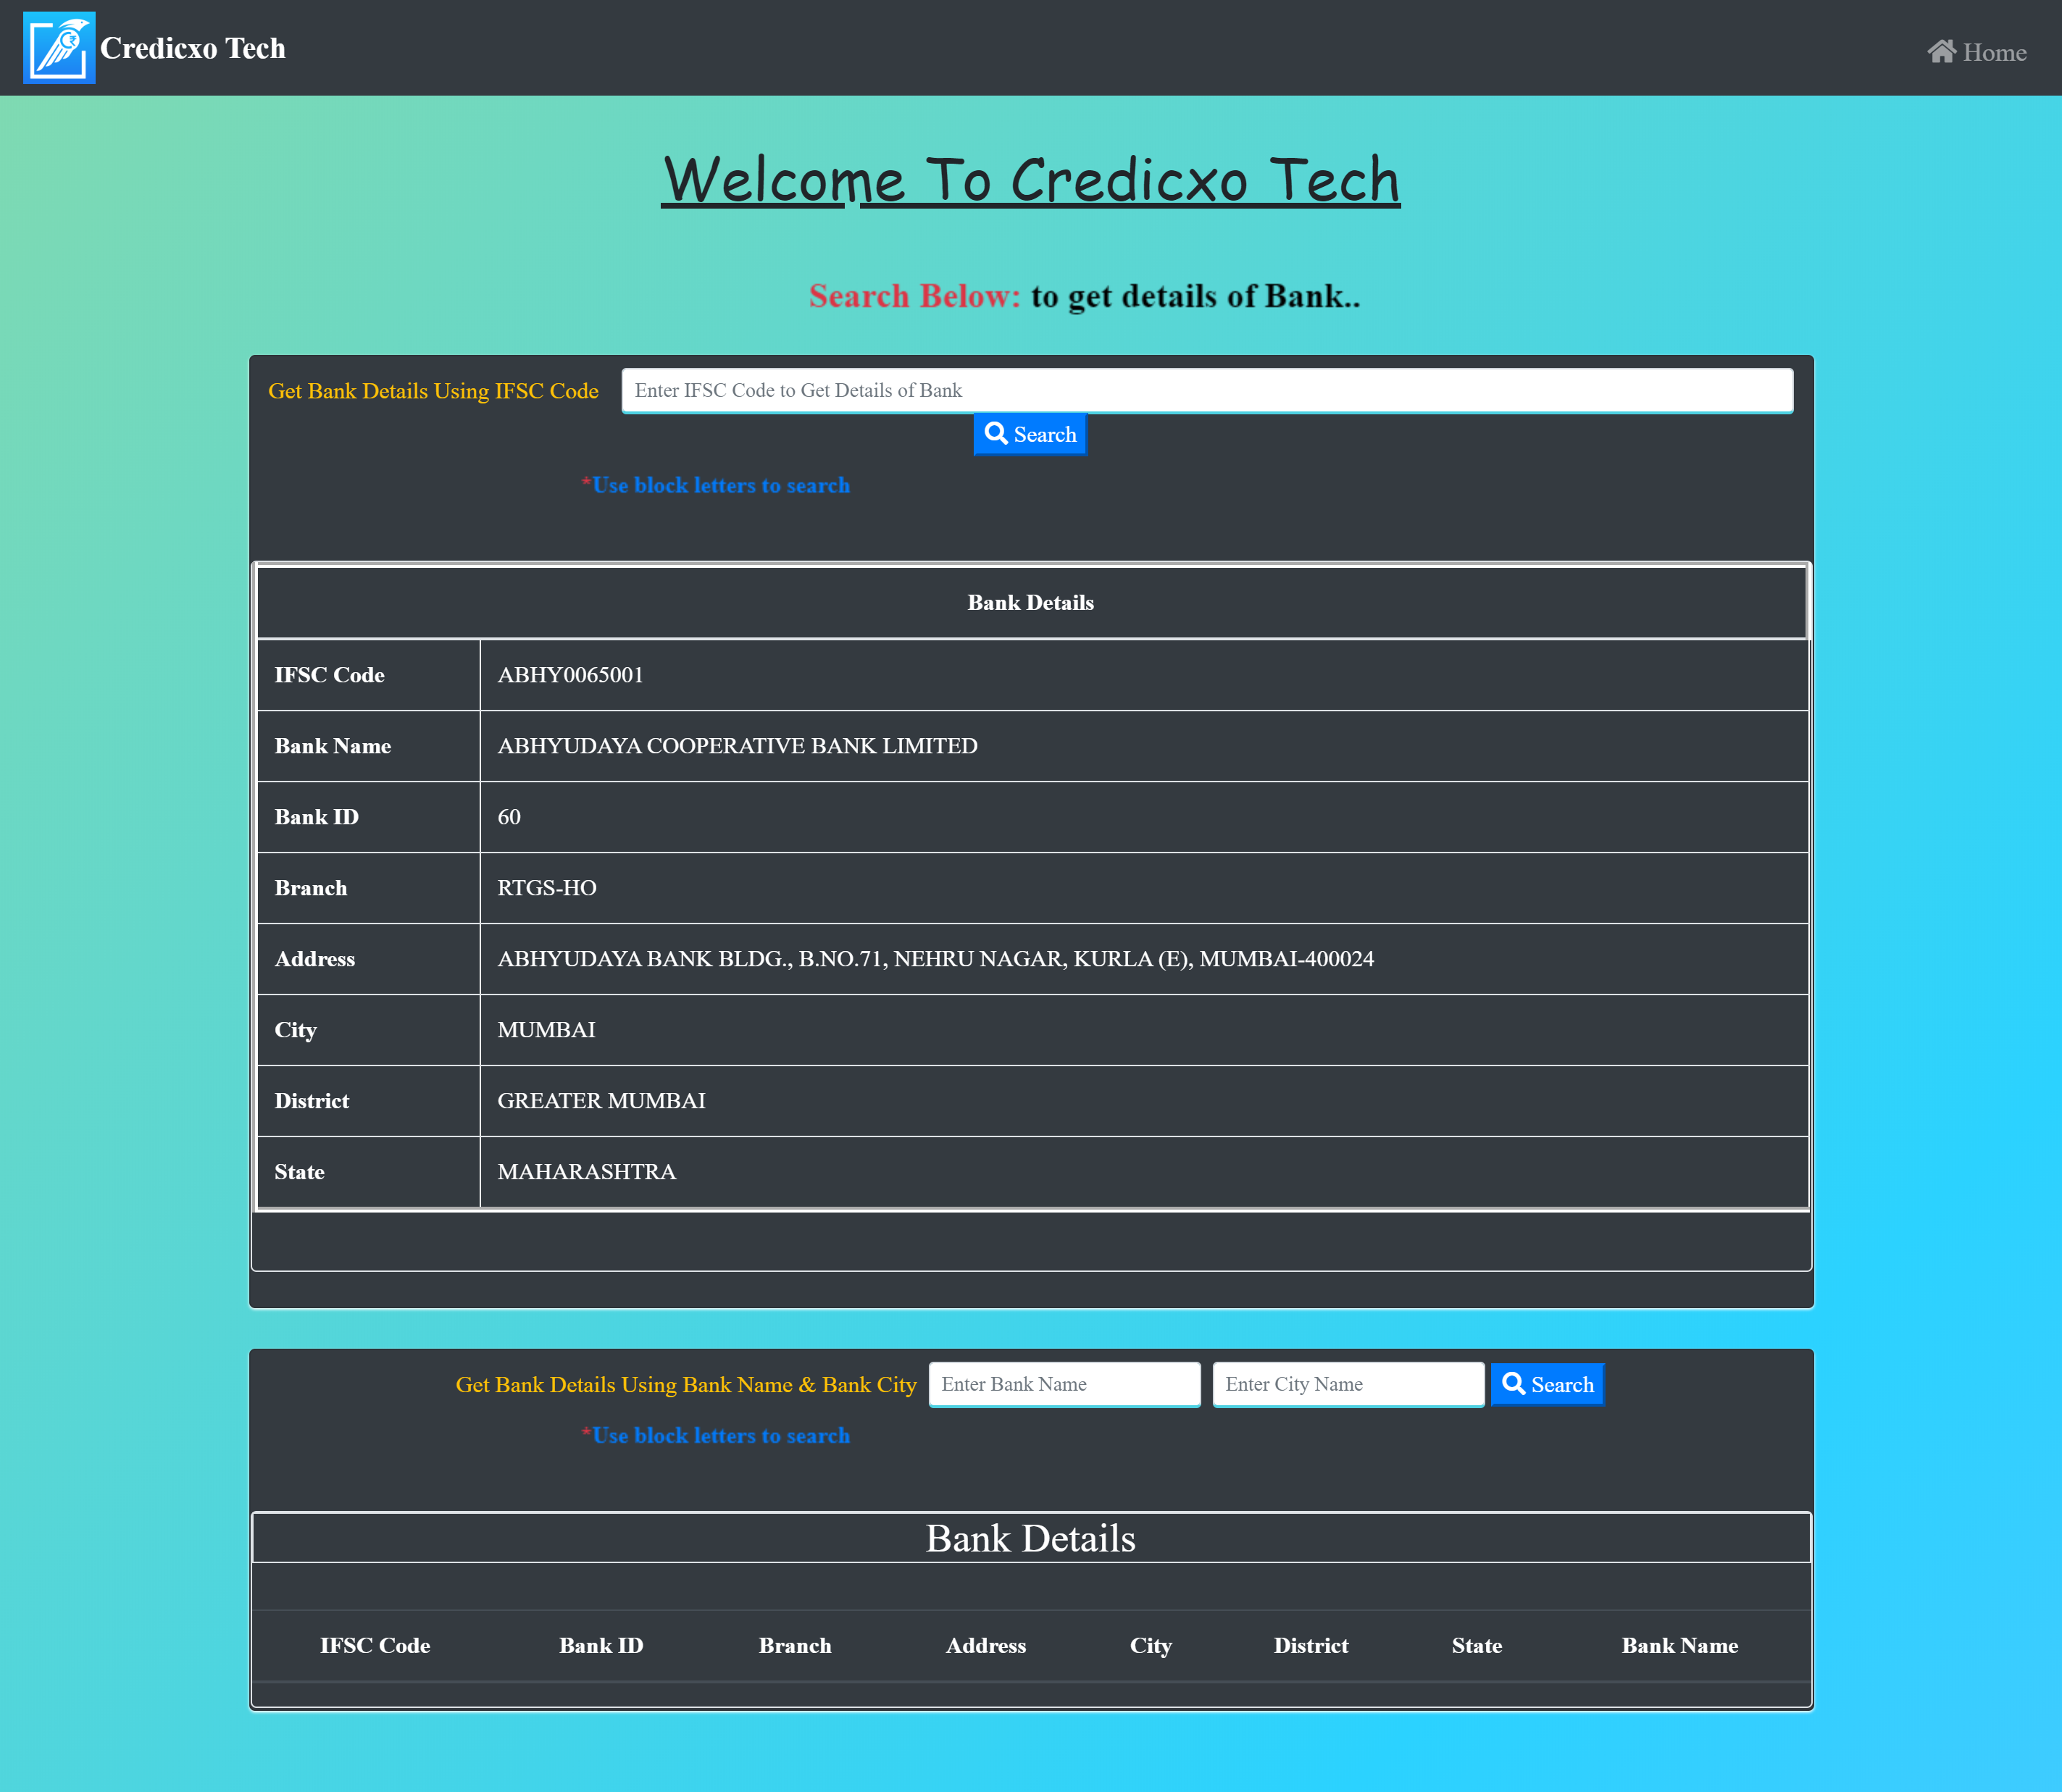 Credicxo Tech
Home
Welcome To Credicxo Tech
Search Below: to get details of Bank..
Get Bank Details Using IFSC Code
Enter IFSC Code to Get Details of Bank
Search
*Use block letters to search
Bank Details
IFSC Code ABHY0065001
Bank Name ABHYUDAYA COOPERATIVE BANK LIMITED
Bank ID 60
Branch RTGS-HO
Address ABHYUDAYA BANK BLDG., B.NO.71, NEHRU NAGAR, KURLA (E), MUMBAI-400024
City MUMBAI
District GREATER MUMBAI
State MAHARASHTRA
Get Bank Details Using Bank Name & Bank City Enter Bank Name Enter City Name Search
*Use block letters to search
Bank Details
IFSC Code Bank ID Branch Address City District State Bank Name